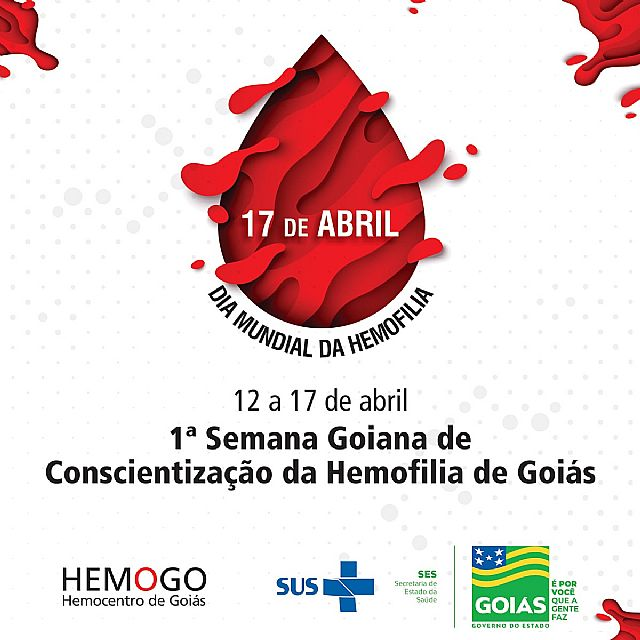 17 DE ABRIL
DIA MUNDIAL DA HEMOFILIA
12 a 17 de abril
1ª Semana Goiana de
Conscientização da Hemofilia de Goiás
HEMOGO
Hemocentro de Goiás
SUS
SES
Secretaria de
Estado da
Saúde
GOIÁS
GOVERNO DO ESTADO
É POR
VOCÊ
QUE A
GENTE
FAZ